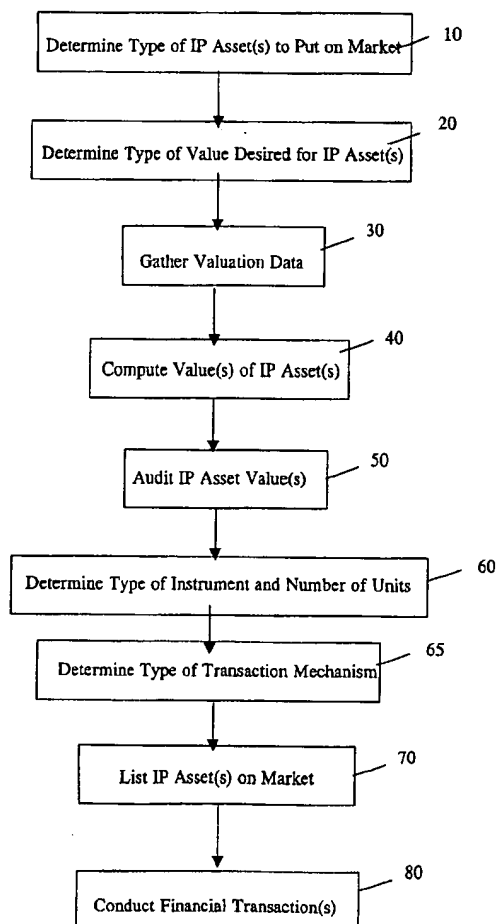 Determine Type of IP Asset(s) to Put on Market
10
Determine Type of Value Desired for IP Asset(s)
20
Gather Valuation Data
30
Compute Value(s) of IP Asset(s)
40
Audit IP Asset Value(s)
50
Determine Type of Instrument and Number of Units
60
Determine Type of Transaction Mechanism
65
List IP Asset(s) on Market
70
Conduct Financial Transaction(s)
80